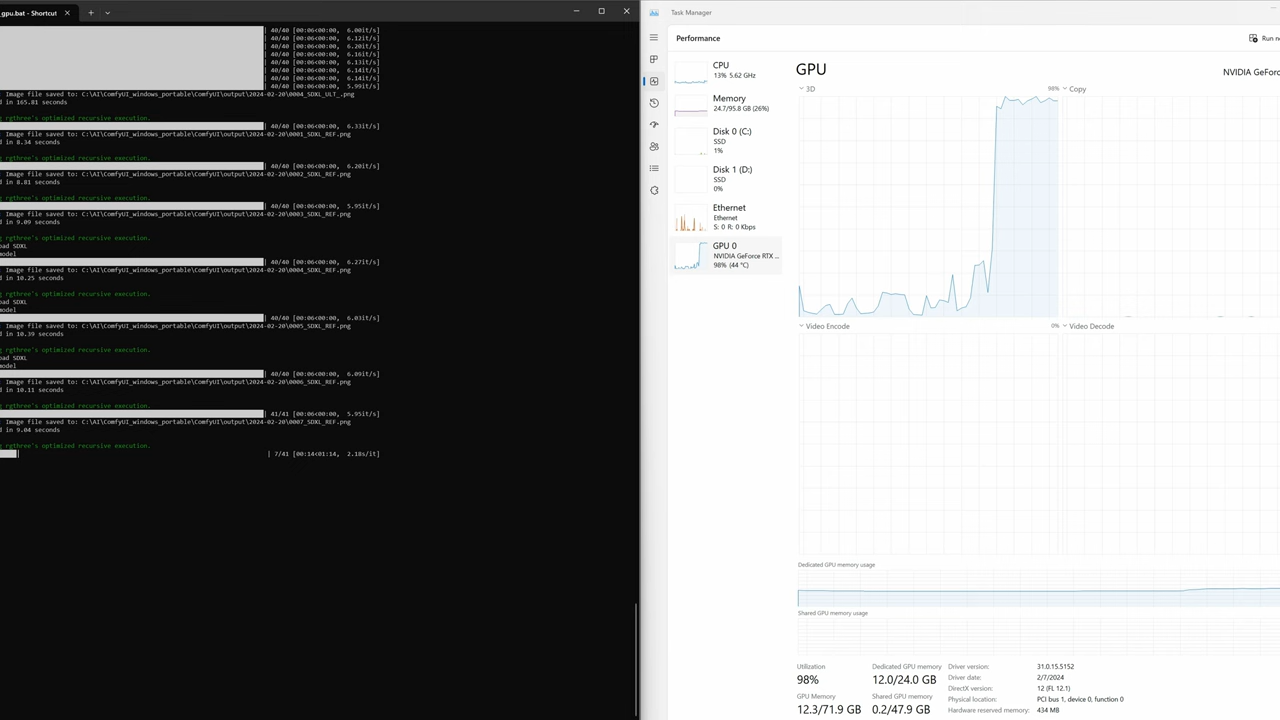 gpu.bat - Shortcut
| 40/40 [00:06<00:00,  6.00it/s]
| 40/40 [00:06<00:00,  6.12it/s]
| 40/40 [00:06<00:00,  6.20it/s]
| 40/40 [00:06<00:00,  6.16it/s]
| 40/40 [00:06<00:00,  6.13it/s]
| 40/40 [00:06<00:00,  6.14it/s]
| 40/40 [00:06<00:00,  6.14it/s]
| 40/40 [00:06<00:00,  5.99it/s]
Image file saved to: C:\AI\ComfyUI_windows_portable\ComfyUI\output\2024-02-20\0004_SDXL_ULT_.png
d in 165.81 seconds
g rgthree's optimized recursive execution.
| 40/40 [00:06<00:00,  6.33it/s]
Image file saved to: C:\AI\ComfyUI_windows_portable\ComfyUI\output\2024-02-20\0001_SDXL_REF.png
d in 8.34 seconds
g rgthree's optimized recursive execution.
| 40/40 [00:06<00:00,  6.20it/s]
Image file saved to: C:\AI\ComfyUI_windows_portable\ComfyUI\output\2024-02-20\0002_SDXL_REF.png
d in 8.81 seconds
g rgthree's optimized recursive execution.
| 40/40 [00:06<00:00,  5.95it/s]
Image file saved to: C:\AI\ComfyUI_windows_portable\ComfyUI\output\2024-02-20\0003_SDXL_REF.png
d in 9.09 seconds
g rgthree's optimized recursive execution.
oad SDXL
model
| 40/40 [00:06<00:00,  6.27it/s]
Image file saved to: C:\AI\ComfyUI_windows_portable\ComfyUI\output\2024-02-20\0004_SDXL_REF.png
d in 10.25 seconds
g rgthree's optimized recursive execution.
oad SDXL
model
| 40/40 [00:06<00:00,  6.03it/s]
Image file saved to: C:\AI\ComfyUI_windows_portable\ComfyUI\output\2024-02-20\0005_SDXL_REF.png
d in 10.39 seconds
g rgthree's optimized recursive execution.
oad SDXL
model
| 40/40 [00:06<00:00,  6.09it/s]
Image file saved to: C:\AI\ComfyUI_windows_portable\ComfyUI\output\2024-02-20\0006_SDXL_REF.png
d in 10.11 seconds
g rgthree's optimized recursive execution.
| 41/41 [00:06<00:00,  5.95it/s]
Image file saved to: C:\AI\ComfyUI_windows_portable\ComfyUI\output\2024-02-20\0007_SDXL_REF.png
d in 9.04 seconds
g rgthree's optimized recursive execution.
| 7/41 [00:14<01:14,  2.18s/it]
Task Manager
Performance
Run ne
CPU
13% 5.62 GHz
Memory
24.7/95.8 GB (26%)
Disk 0 (C:)
SSD
1%
Disk 1 (D:)
SSD
0%
Ethernet
Ethernet
S: 0 R: 0 Kbps
GPU 0
NVIDIA GeForce RTX ...
98% (44 °C)
GPU
NVIDIA GeForc
3D
98%
Copy
Video Encode
0%
Video Decode
Dedicated GPU memory usage
Shared GPU memory usage
Utilization
98%
Dedicated GPU memory
12.0/24.0 GB
GPU Memory
12.3/71.9 GB
Shared GPU memory
0.2/47.9 GB
Driver version: 31.0.15.5152
Driver date: 2/7/2024
DirectX version: 12 (FL 12.1)
Physical location: PCI bus 1, device 0, function 0
Hardware reserved memory: 434 MB